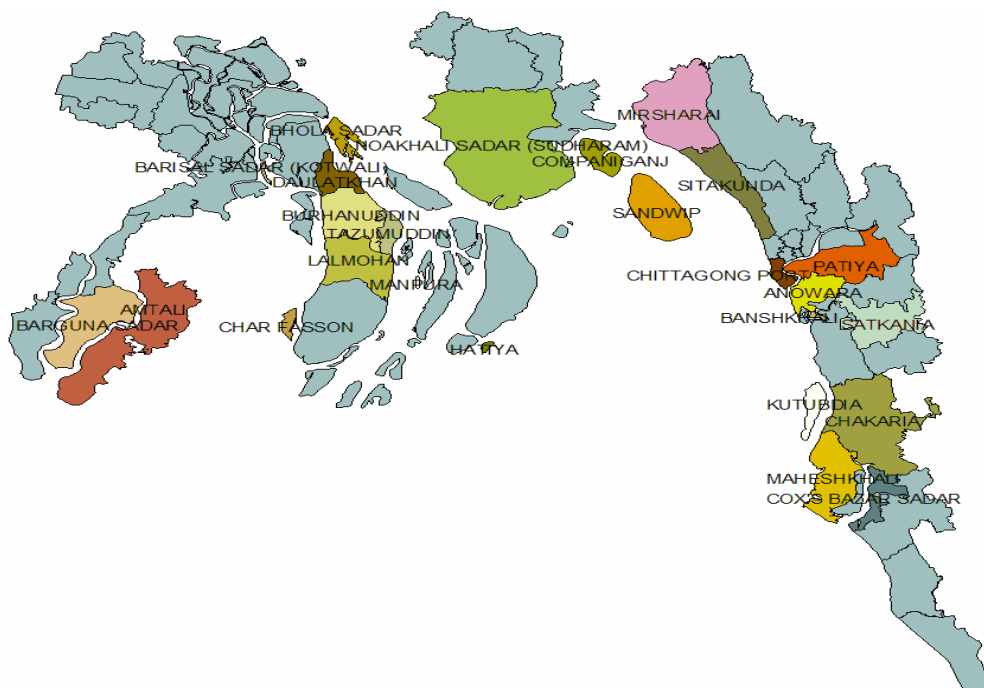 MIRSHARAI
BHOLA SADAR
NOAKHALI SADAR (SUDHARAM)
COMPANIGANJ
BARISAL SADAR (KOTWALI)
DAULATKHAN
SITAKUNDA
BURHANUDDIN
SANDWIP
TAZUMUDDIN
LALMOHAN
PATIYA
CHITTAGONG PORT
MANPURA
ANOWARA
AMTALI
BANSHKHALI
BARGUNA SADAR
CHAR FASSON
SATKANIA
HATIYA
KUTUBDIA
CHAKARIA
MAHESHKHALI
COX'S BAZAR SADAR